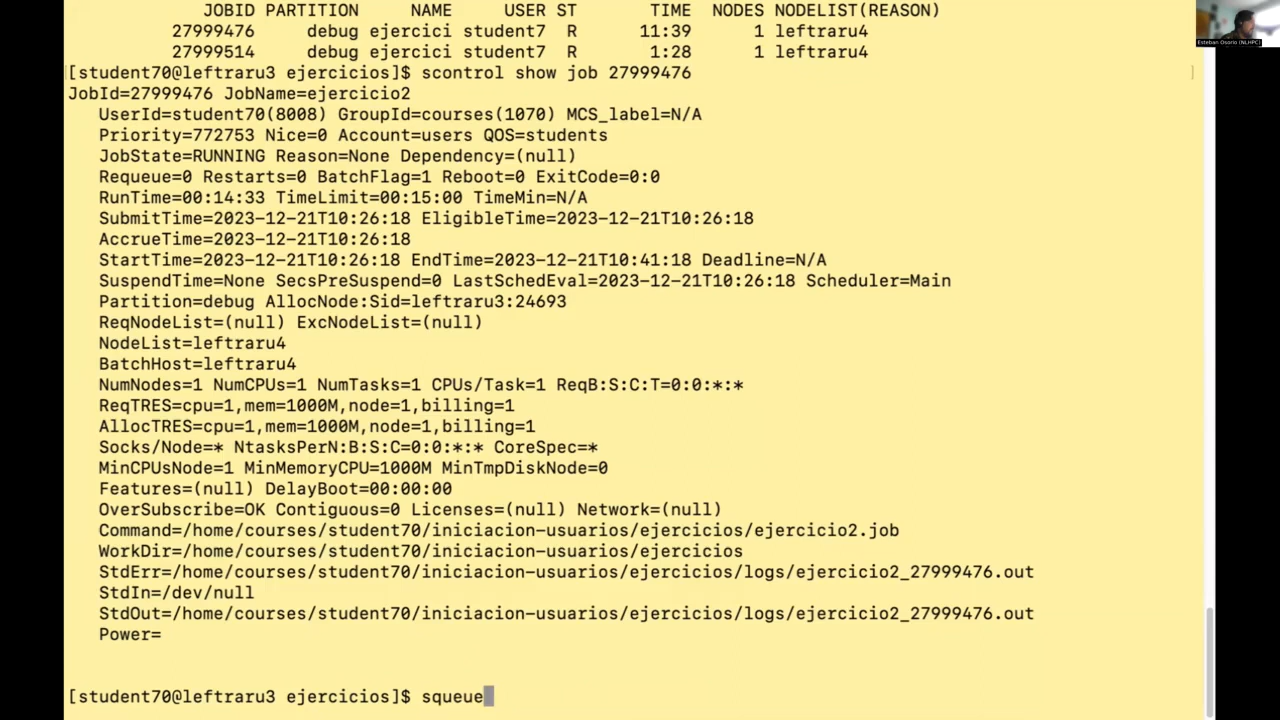 JOBID PARTITION NAME USER ST TIME NODES NODELIST(REASON)
27999476 debug ejercici student7 R 11:39 1 leftraru4
27999514 debug ejercici student7 R 1:28 1 leftraru4
[student70@leftraru3 ejercicios]$ scontrol show job 27999476
JobId=27999476 JobName=ejercicio2
UserId=student70(8008) GroupId=courses(1070) MCS_label=N/A
Priority=772753 Nice=0 Account=users QOS=students
JobState=RUNNING Reason=None Dependency=(null)
Requeue=0 Restarts=0 BatchFlag=1 Reboot=0 ExitCode=0:0
RunTime=00:14:33 TimeLimit=00:15:00 TimeMin=N/A
SubmitTime=2023-12-21T10:26:18 EligibleTime=2023-12-21T10:26:18
AccrueTime=2023-12-21T10:26:18
StartTime=2023-12-21T10:26:18 EndTime=2023-12-21T10:41:18 Deadline=N/A
SuspendTime=None SecsPreSuspend=0 LastSchedEval=2023-12-21T10:26:18 Scheduler=Main
Partition=debug AllocNode:Sid=leftraru3:24693
ReqNodeList=(null) ExcNodeList=(null)
NodeList=leftraru4
BatchHost=leftraru4
NumNodes=1 NumCPUs=1 NumTasks=1 CPUs/Task=1 ReqB:S:C:T=0:0:*:*
ReqTRES=cpu=1,mem=1000M,node=1,billing=1
AllocTRES=cpu=1,mem=1000M,node=1,billing=1
Socks/Node=* NtasksPerN:B:S:C=0:0:*:* CoreSpec=*
MinCPUsNode=1 MinMemoryCPU=1000M MinTmpDiskNode=0
Features=(null) DelayBoot=00:00:00
OverSubscribe=OK Contiguous=0 Licenses=(null) Network=(null)
Command=/home/courses/student70/iniciacion-usuarios/ejercicios/ejercicio2.job
WorkDir=/home/courses/student70/iniciacion-usuarios/ejercicios
StdErr=/home/courses/student70/iniciacion-usuarios/ejercicios/logs/ejercicio2_27999476.out
StdIn=/dev/null
StdOut=/home/courses/student70/iniciacion-usuarios/ejercicios/logs/ejercicio2_27999476.out
Power=
[student70@leftraru3 ejercicios]$ squeue
Esteban Osorio (NLHPC)